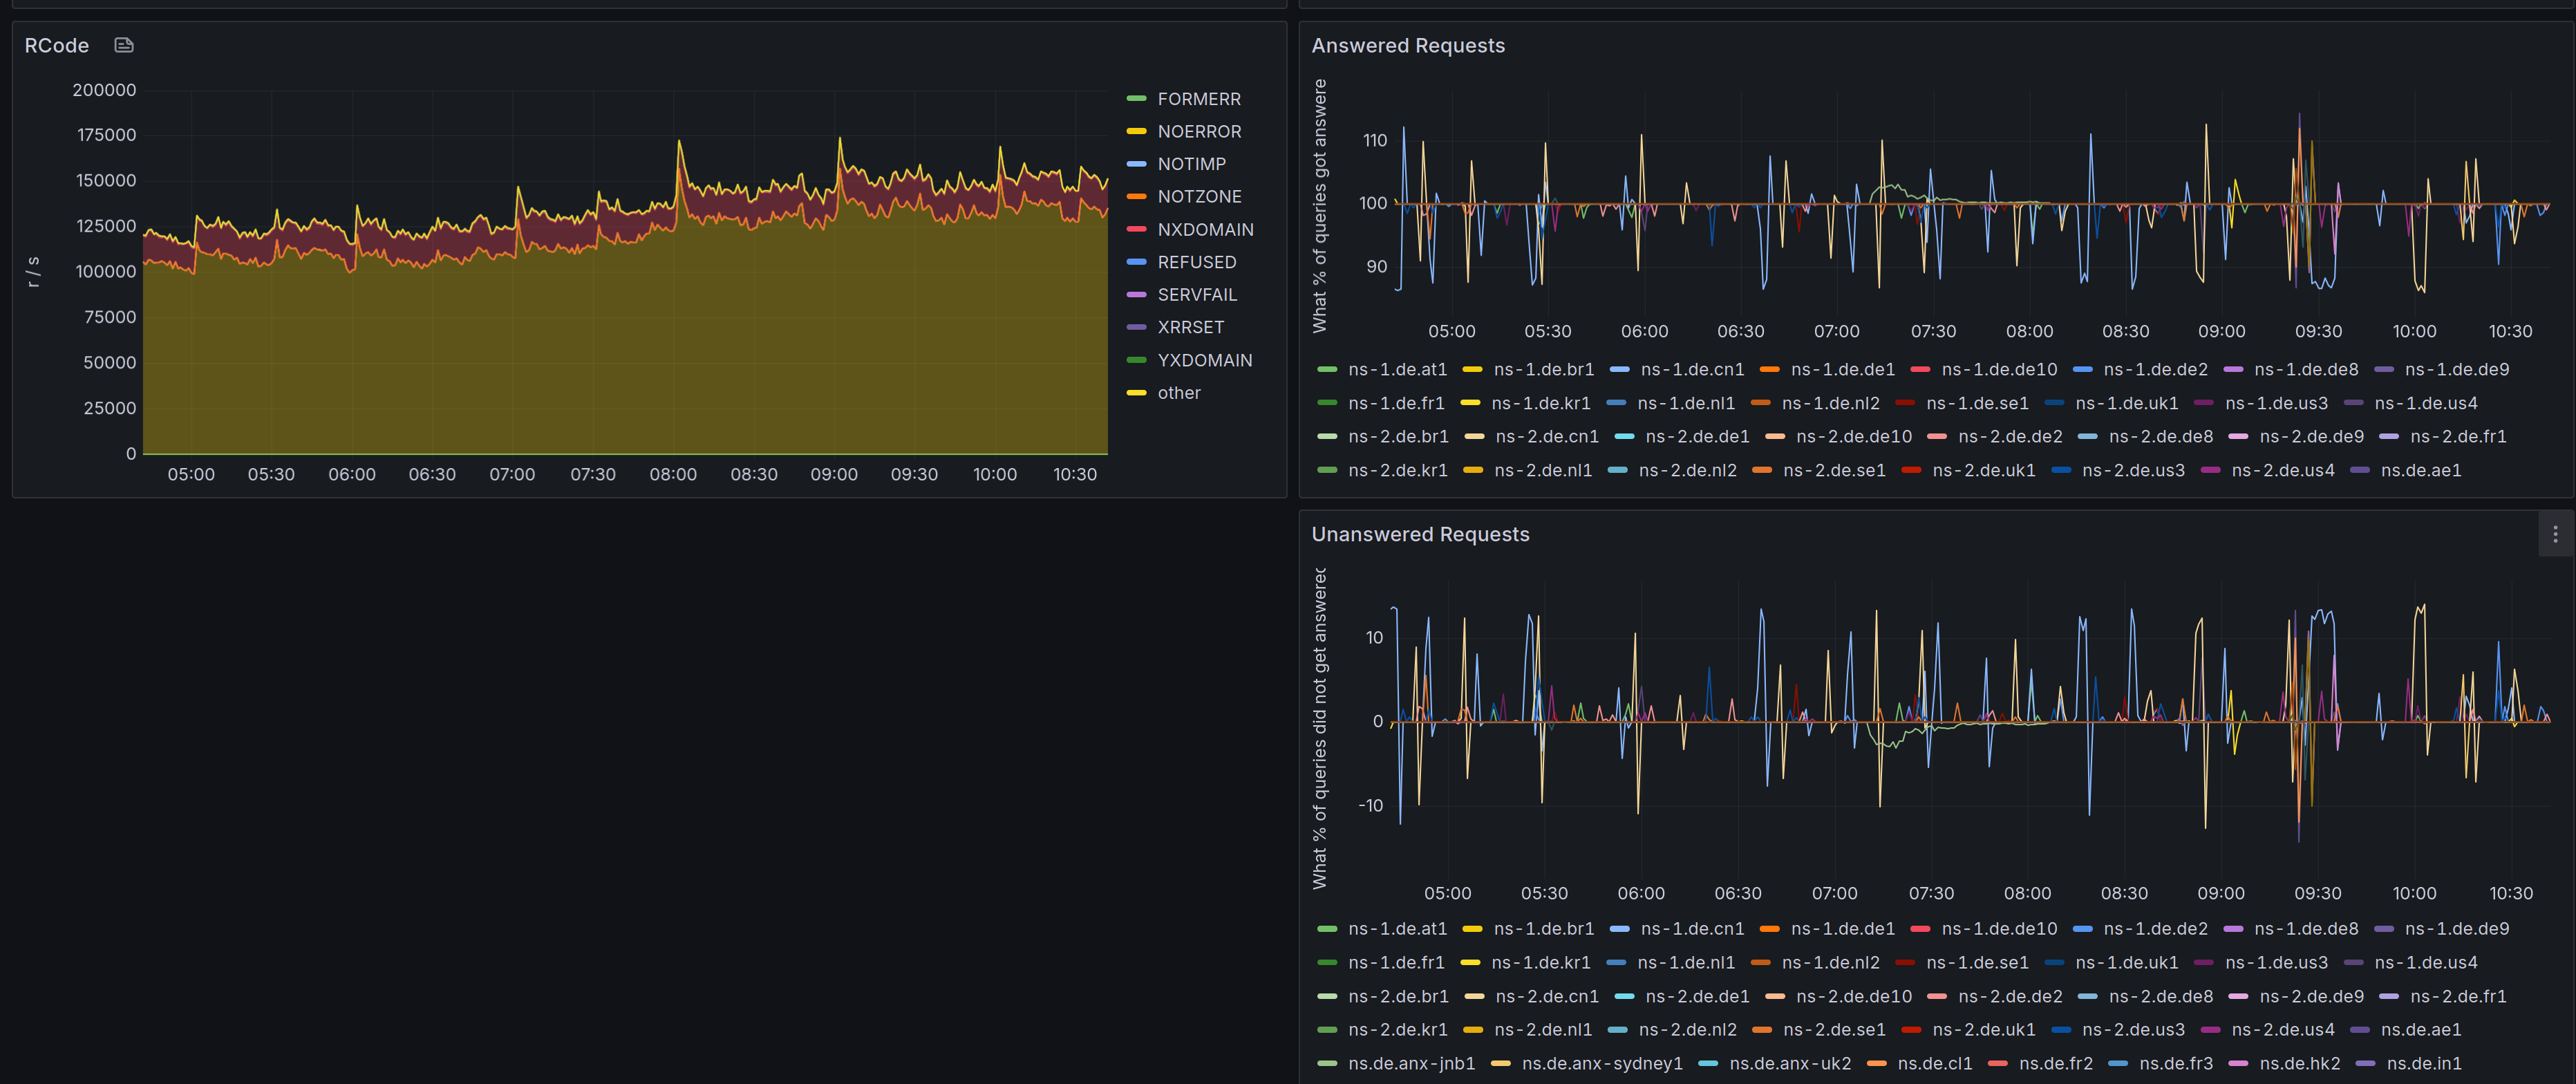 RCode
r / s
200000
175000
150000
125000
100000
75000
50000
25000
0
05:00 05:30 06:00 06:30 07:00 07:30 08:00 08:30 09:00 09:30 10:00 10:30
FORMERR
NOERROR
NOTIMP
NOTZONE
NXDOMAIN
REFUSED
SERVFAIL
XRRSET
YXDOMAIN
other
Answered Requests
What % of queries got answere
110
100
90
05:00 05:30 06:00 06:30 07:00 07:30 08:00 08:30 09:00 09:30 10:00 10:30
ns-1.de.at1 ns-1.de.br1 ns-1.de.cn1 ns-1.de.de1 ns-1.de.de10 ns-1.de.de2 ns-1.de.de8 ns-1.de.de9
ns-1.de.fr1 ns-1.de.kr1 ns-1.de.nl1 ns-1.de.nl2 ns-1.de.se1 ns-1.de.uk1 ns-1.de.us3 ns-1.de.us4
ns-2.de.br1 ns-2.de.cn1 ns-2.de.de1 ns-2.de.de10 ns-2.de.de2 ns-2.de.de8 ns-2.de.de9 ns-2.de.fr1
ns-2.de.kr1 ns-2.de.nl1 ns-2.de.nl2 ns-2.de.se1 ns-2.de.uk1 ns-2.de.us3 ns-2.de.us4 ns.de.ae1
Unanswered Requests
What % of queries did not get answered
10
0
-10
05:00 05:30 06:00 06:30 07:00 07:30 08:00 08:30 09:00 09:30 10:00 10:30
ns-1.de.at1 ns-1.de.br1 ns-1.de.cn1 ns-1.de.de1 ns-1.de.de10 ns-1.de.de2 ns-1.de.de8 ns-1.de.de9
ns-1.de.fr1 ns-1.de.kr1 ns-1.de.nl1 ns-1.de.nl2 ns-1.de.se1 ns-1.de.uk1 ns-1.de.us3 ns-1.de.us4
ns-2.de.br1 ns-2.de.cn1 ns-2.de.de1 ns-2.de.de10 ns-2.de.de2 ns-2.de.de8 ns-2.de.de9 ns-2.de.fr1
ns-2.de.kr1 ns-2.de.nl1 ns-2.de.nl2 ns-2.de.se1 ns-2.de.uk1 ns-2.de.us3 ns-2.de.us4 ns.de.ae1
ns.de.anx-jnb1 ns.de.anx-sydney1 ns.de.anx-uk2 ns.de.cl1 ns.de.fr2 ns.de.fr3 ns.de.hk2 ns.de.in1